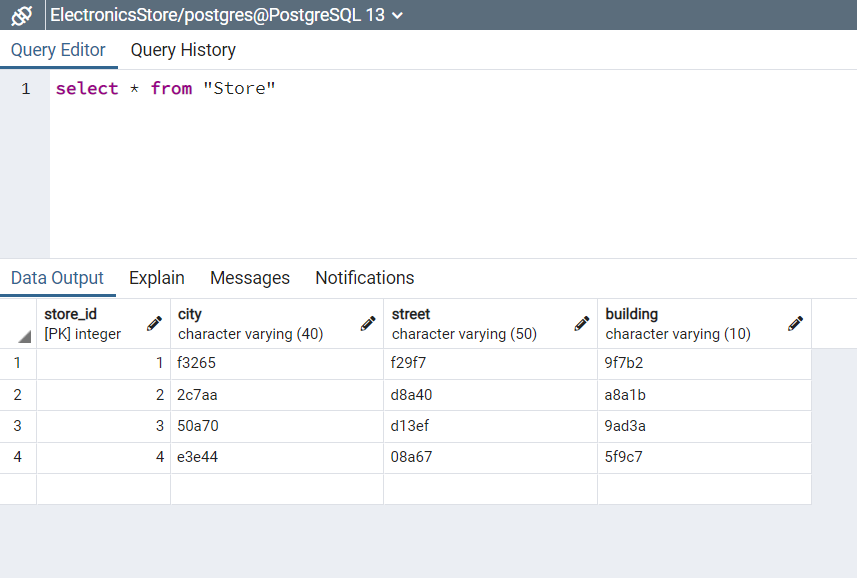 ElectronicsStore/postgres@PostgreSQL 13
Query Editor Query History
1 select * from "Store"
Data Output Explain Messages Notifications
store_id city street building
[PK] integer character varying (40) character varying (50) character varying (10)
1 1 f3265 f29f7 9f7b2
2 2 2c7aa d8a40 a8a1b
3 3 50a70 d13ef 9ad3a
4 4 e3e44 08a67 5f9c7